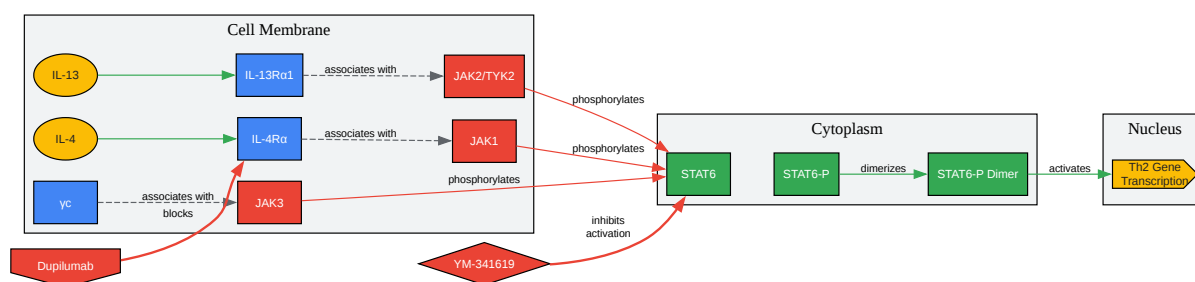 Cell Membrane
IL-13
IL-13Rα1
associates with
JAK2/TYK2
phosphorylates
IL-4
IL-4Rα
associates with
JAK1
phosphorylates
γc
associates with
JAK3
phosphorylates
blocks
Dupilumab
YM-341619
inhibits
activation
Cytoplasm
STAT6
STAT6-P
dimerizes
STAT6-P Dimer
activates
Nucleus
Th2 Gene
Transcription